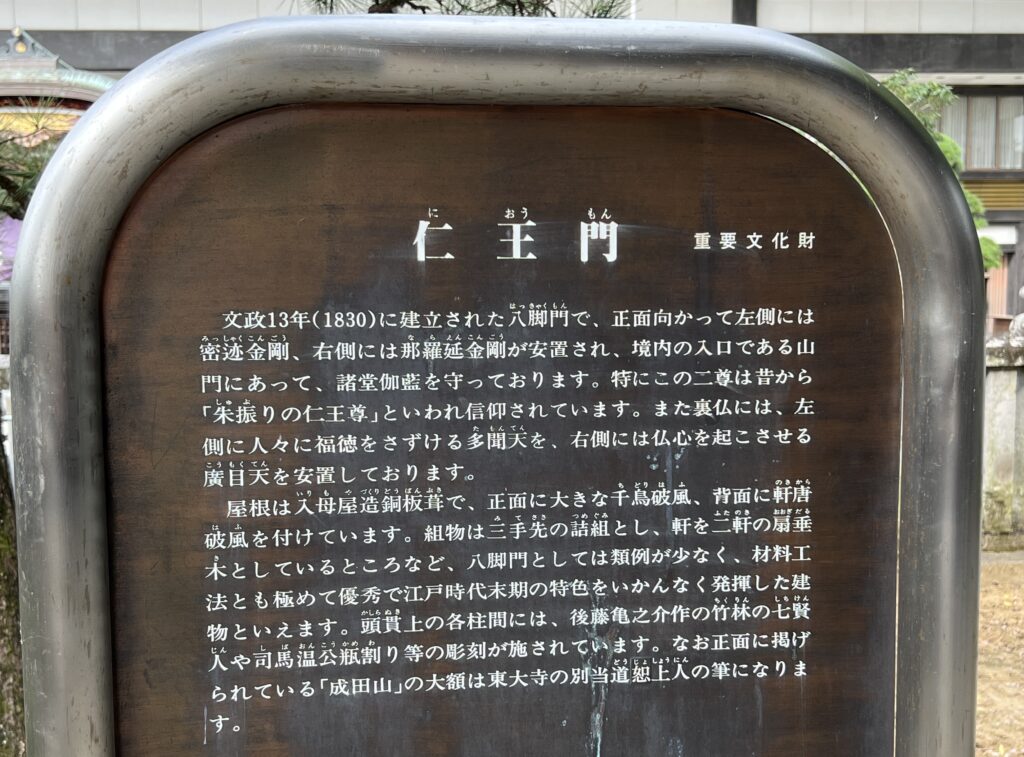 仁王門 重要文化財
文政13年(1830)に建立された八脚門で、正面向かって左側には
密迹金剛、右側には那羅延金剛が安置され、境内の入口である山
門にあって、諸堂伽藍を守っております。特にこの二尊は昔から
「朱振りの仁王尊」といわれ信仰されています。また裏仏には、左
側に人々に福徳をさずける多聞天を、右側には仏心を起こさせる
廣目天を安置しております。
屋根は入母屋造銅板葺で、正面に大きな千鳥破風、背面に軒唐
破風を付けています。組物は三手先の詰組とし、軒を二軒の扇垂
木としているところなど、八脚門としては類例が少なく、材料工
法とも極めて優秀で江戸時代末期の特色をいかんなく発揮した建
物といえます。頭貫上の各柱間には、後藤亀之介作の竹林の七賢
人や司馬温公瓶割り等の彫刻が施されています。なお正面に掲げ
られている「成田山」の大額は東大寺の別当道恕上人の筆になりま
す。